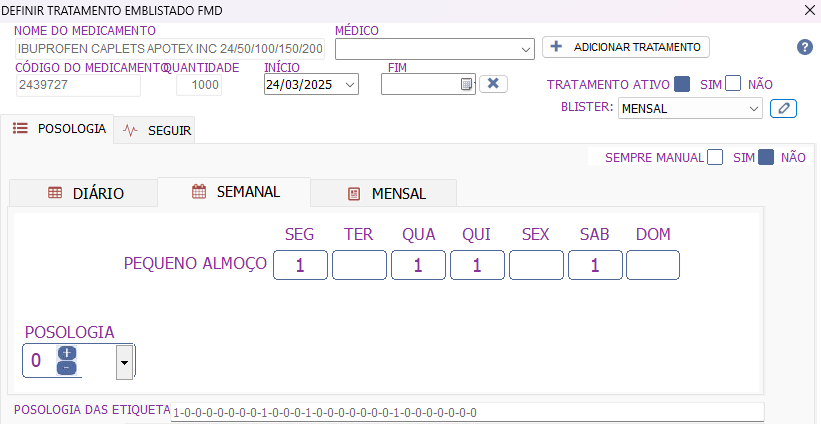 DEFINIR TRATAMENTO EMBLISTADO FMD
NOME DO MEDICAMENTO MÉDICO
IBUPROFEN CAPLETS APOTEX INC 24/50/100/150/200 ADICIONAR TRATAMENTO ?
CÓDIGO DO MEDICAMENTO QUANTIDADE INÍCIO FIM
2439727 1000 24/03/2025 TRATAMENTO ATIVO SIM NÃO
BLISTER: MENSAL
POSOLOGIA SEGUIR
SEMPRE MANUAL SIM NÃO
DIÁRIO SEMANAL MENSAL
SEG TER QUA QUI SEX SAB DOM
PEQUENO ALMOÇO 1 1 1 1
POSOLOGIA
0
POSOLOGIA DAS ETIQUETA 1-0-0-0-0-0-0-0-1-0-0-0-1-0-0-0-0-0-0-0-1-0-0-0-0-0-0-0